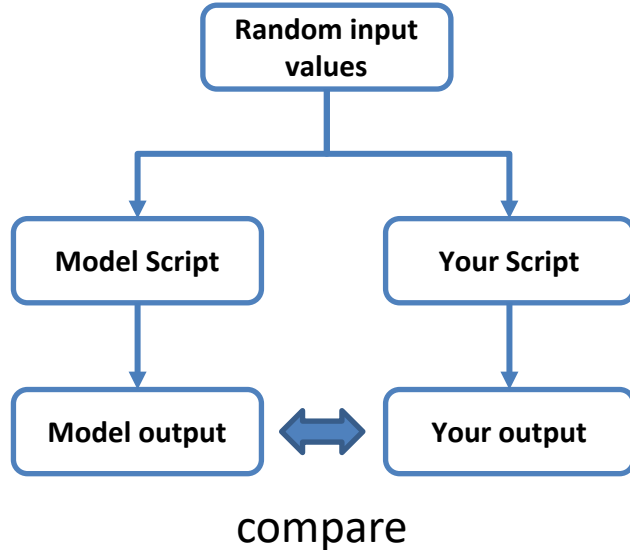 Random input
values
Model Script
Your Script
Model output
Your output
compare